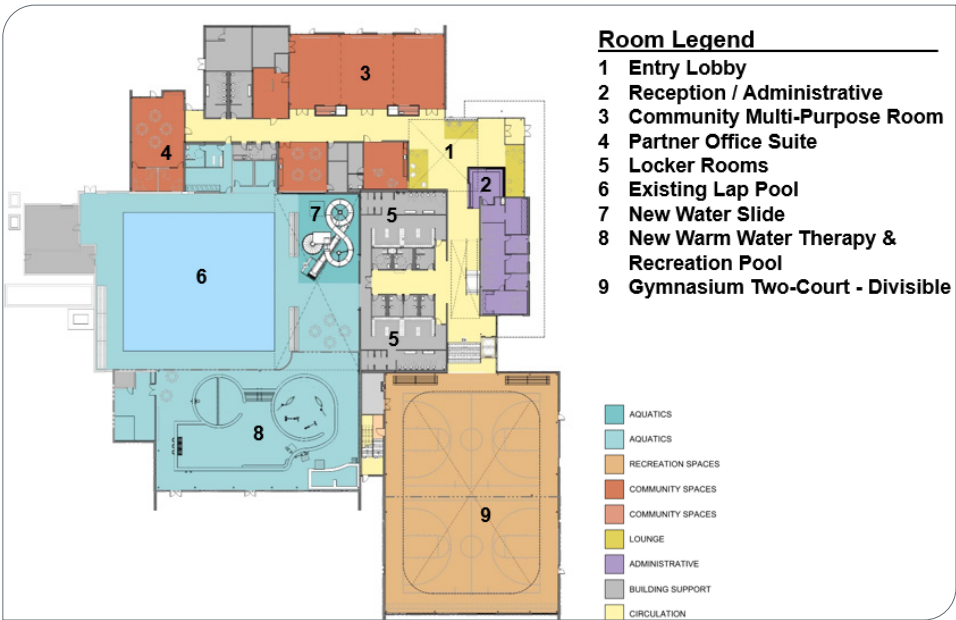 3
4
1
2
5
7
6
5
8
9
Room Legend
1 Entry Lobby
2 Reception / Administrative
3 Community Multi-Purpose Room
4 Partner Office Suite
5 Locker Rooms
6 Existing Lap Pool
7 New Water Slide
8 New Warm Water Therapy &
Recreation Pool
9 Gymnasium Two-Court - Divisible
AQUATICS
AQUATICS
RECREATION SPACES
COMMUNITY SPACES
COMMUNITY SPACES
LOUNGE
ADMINISTRATIVE
BUILDING SUPPORT
CIRCULATION